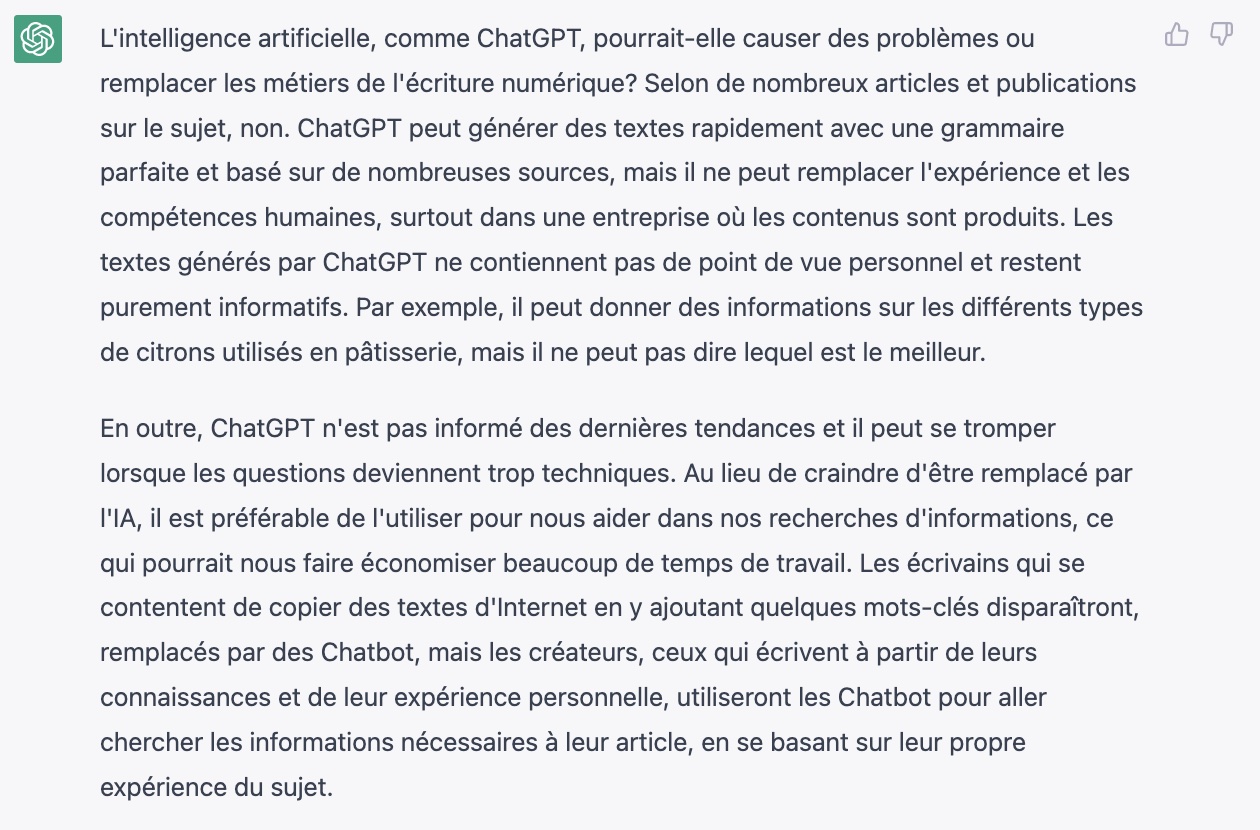 L'intelligence artificielle, comme ChatGPT, pourrait-elle causer des problèmes ou
remplacer les métiers de l'écriture numérique? Selon de nombreux articles et publications
sur le sujet, non. ChatGPT peut générer des textes rapidement avec une grammaire
parfaite et basé sur de nombreuses sources, mais il ne peut remplacer l'expérience et les
compétences humaines, surtout dans une entreprise où les contenus sont produits. Les
textes générés par ChatGPT ne contiennent pas de point de vue personnel et restent
purement informatifs. Par exemple, il peut donner des informations sur les différents types
de citrons utilisés en pâtisserie, mais il ne peut pas dire lequel est le meilleur.
En outre, ChatGPT n'est pas informé des dernières tendances et il peut se tromper
lorsque les questions deviennent trop techniques. Au lieu de craindre d'être remplacé par
l'IA, il est préférable de l'utiliser pour nous aider dans nos recherches d'informations, ce
qui pourrait nous faire économiser beaucoup de temps de travail. Les écrivains qui se
contentent de copier des textes d'Internet en y ajoutant quelques mots-clés disparaîtront,
remplacés par des Chatbot, mais les créateurs, ceux qui écrivent à partir de leurs
connaissances et de leur expérience personnelle, utiliseront les Chatbot pour aller
chercher les informations nécessaires à leur article, en se basant sur leur propre
expérience du sujet.